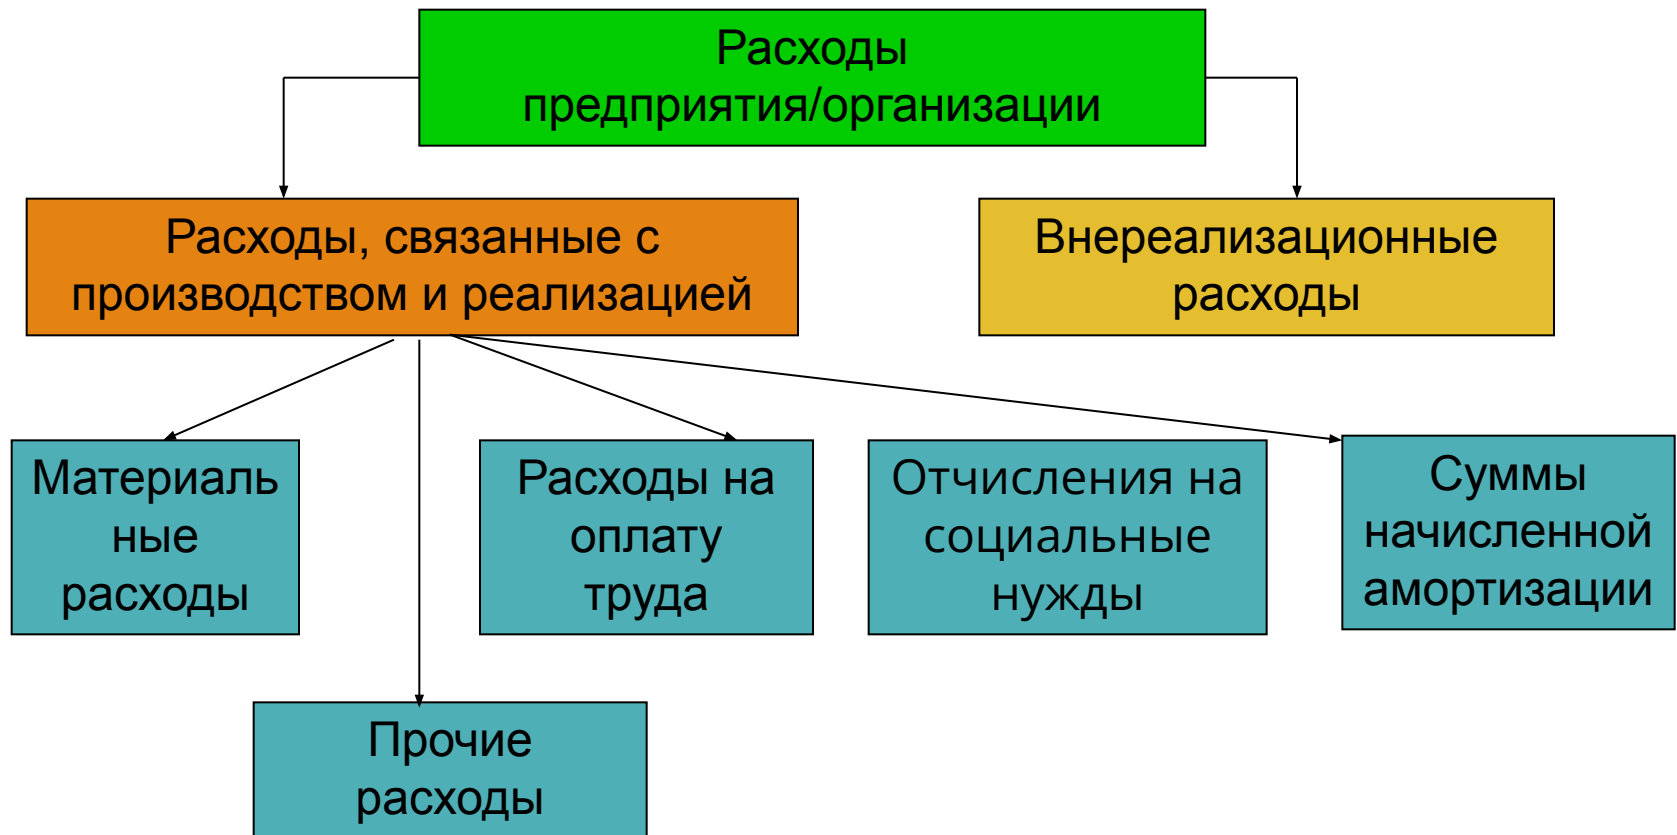 Расходы
предприятия/организации
Расходы, связанные с
производством и реализацией
Внереализационные
расходы
Материаль
ные
расходы
Расходы на
оплату
труда
Отчисления на
социальные
нужды
Суммы
начисленной
амортизации
Прочие
расходы